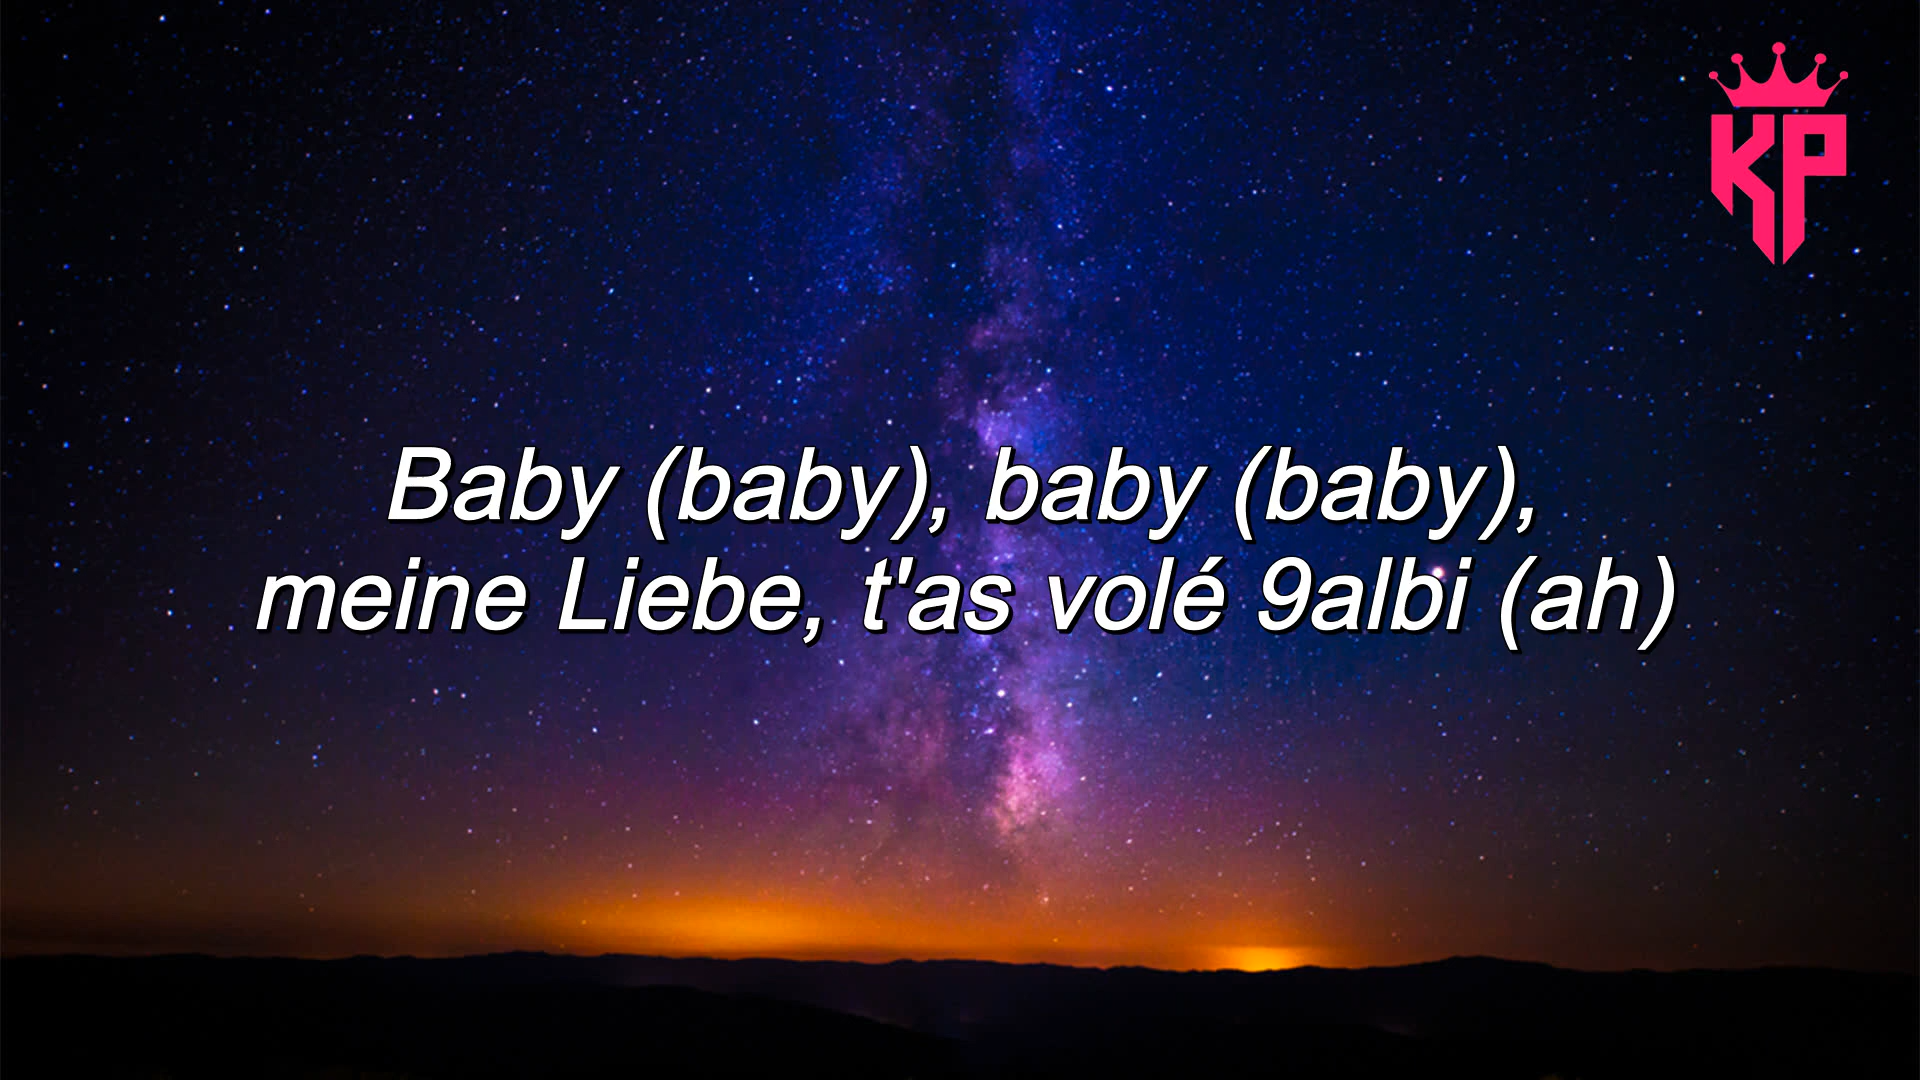 KP
Baby (baby), baby (baby),
meine Liebe, t'as volé 9albi (ah)